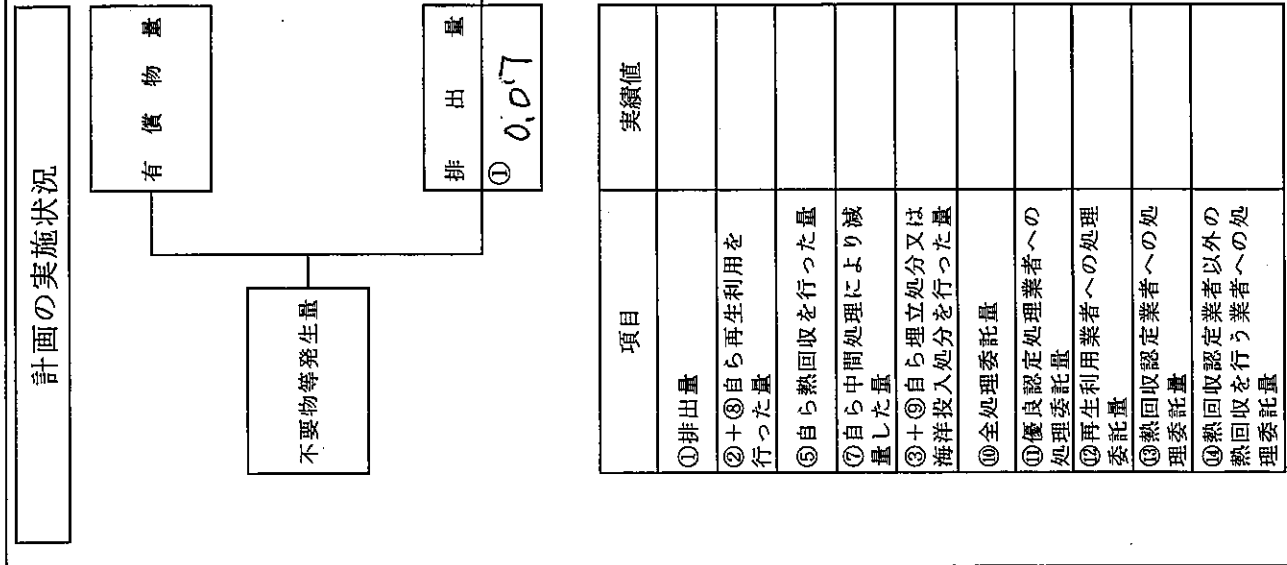 計画の実施状況
有償物量
不要物等発生量
排出量
① 0.07
項目
実績値
①排出量
②＋⑧自ら再生利用を
行った量
⑤自ら熱回収を行った量
⑦自ら中間処理により減
量した量
③＋⑨自ら埋立処分又は
海洋投入処分を行った量
⑩全処理委託量
⑪優良認定処理業者への
処理委託量
⑫再生利用業者への処理
委託量
⑬熱回収認定業者への処
理委託量
⑭熱回収認定業者以外の
熱回収を行う業者への処
理委託量